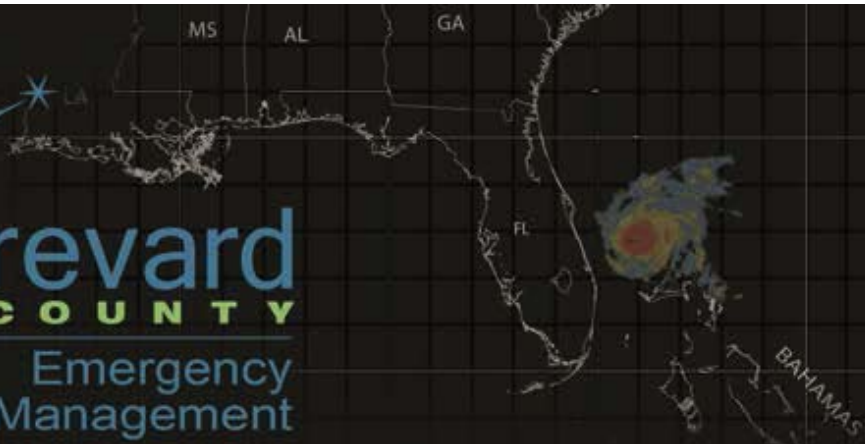 MS
AL
GA
LA
FL
revard
COUNTY
Emergency
Management
BAHAMAS